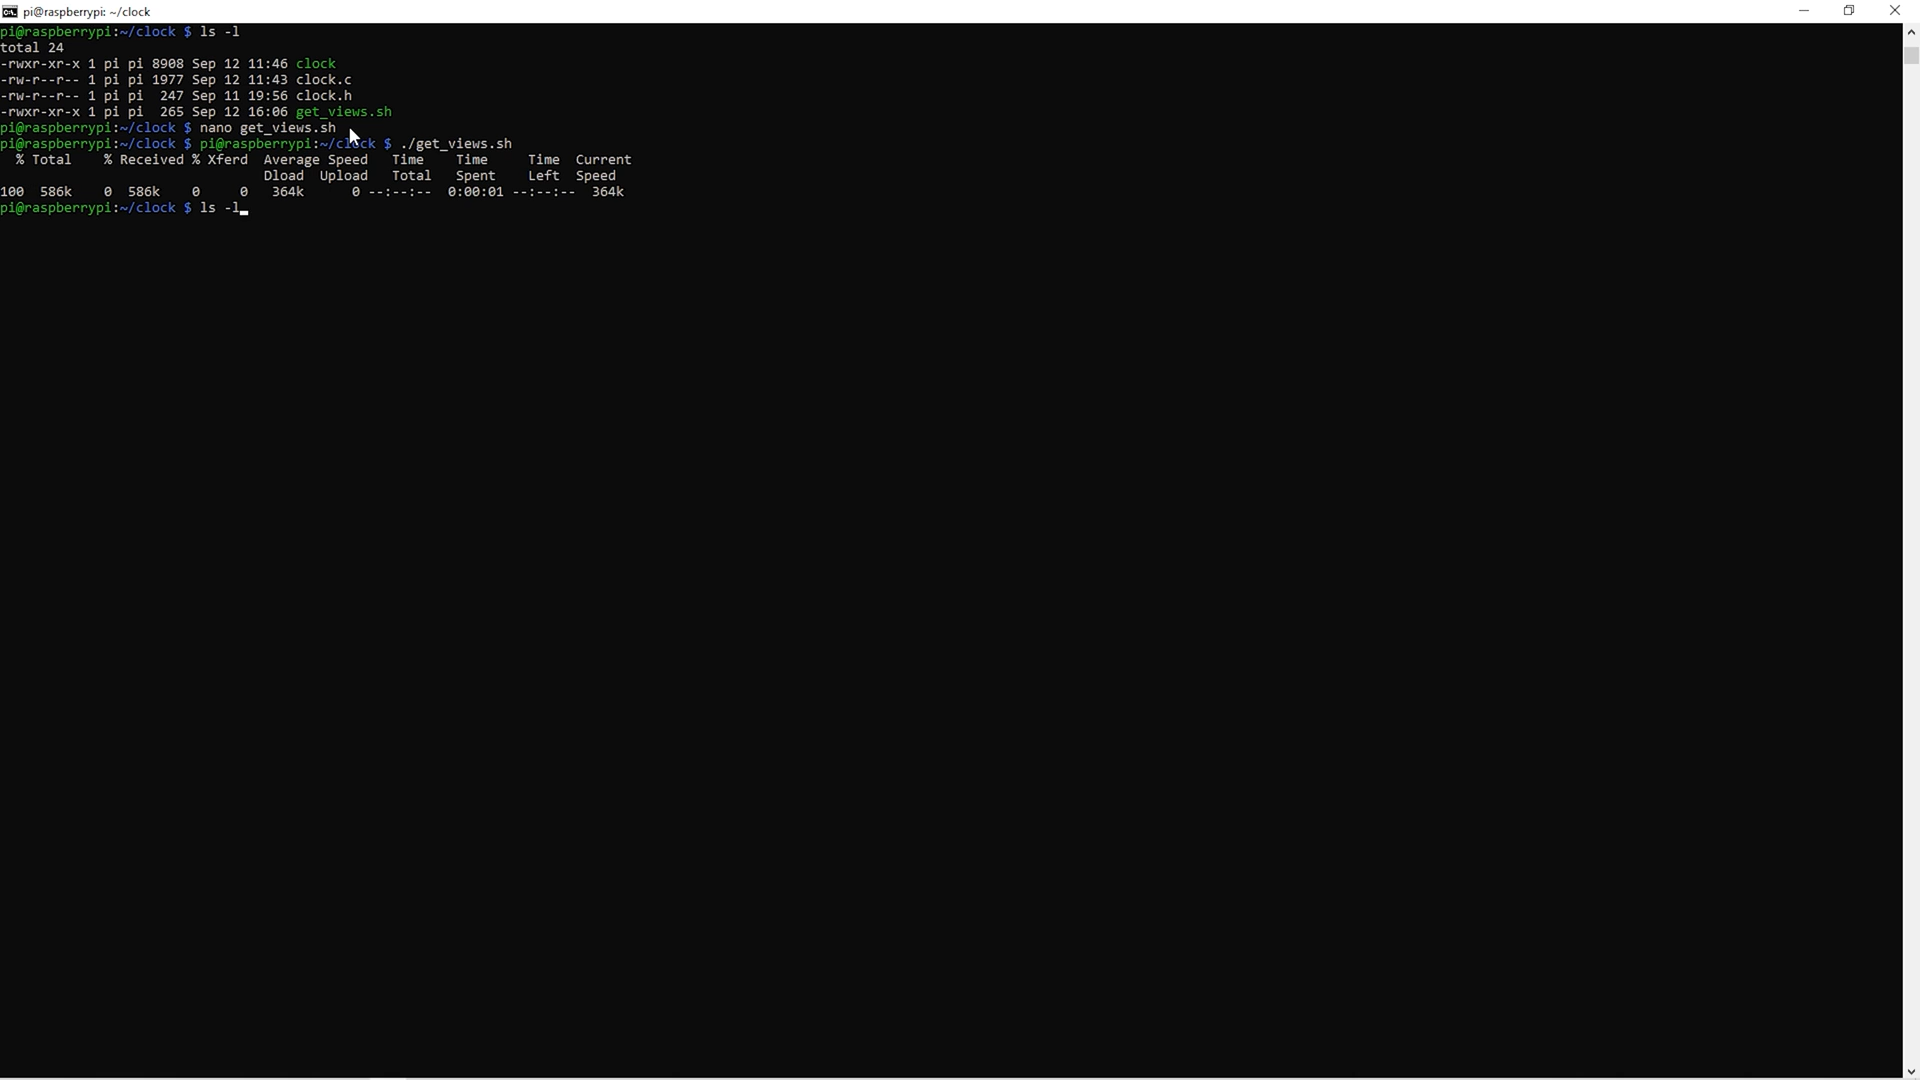 pi@raspberrypi: ~/clock
pi@raspberrypi:~/clock $ ls -l
total 24
-rwxr-xr-x 1 pi pi 8908 Sep 12 11:46 clock
-rw-r--r-- 1 pi pi 1977 Sep 12 11:43 clock.c
-rw-r--r-- 1 pi pi  247 Sep 11 19:56 clock.h
-rwxr-xr-x 1 pi pi  265 Sep 12 16:06 get_views.sh
pi@raspberrypi:~/clock $ nano get_views.sh
pi@raspberrypi:~/clock $ pi@raspberrypi:~/clock $ ./get_views.sh
  % Total    % Received % Xferd  Average Speed   Time    Time     Time  Current
                                 Dload  Upload   Total   Spent    Left  Speed
100  586k    0  586k    0     0   364k      0 --:--:--  0:00:01 --:--:--  364k
pi@raspberrypi:~/clock $ ls -l